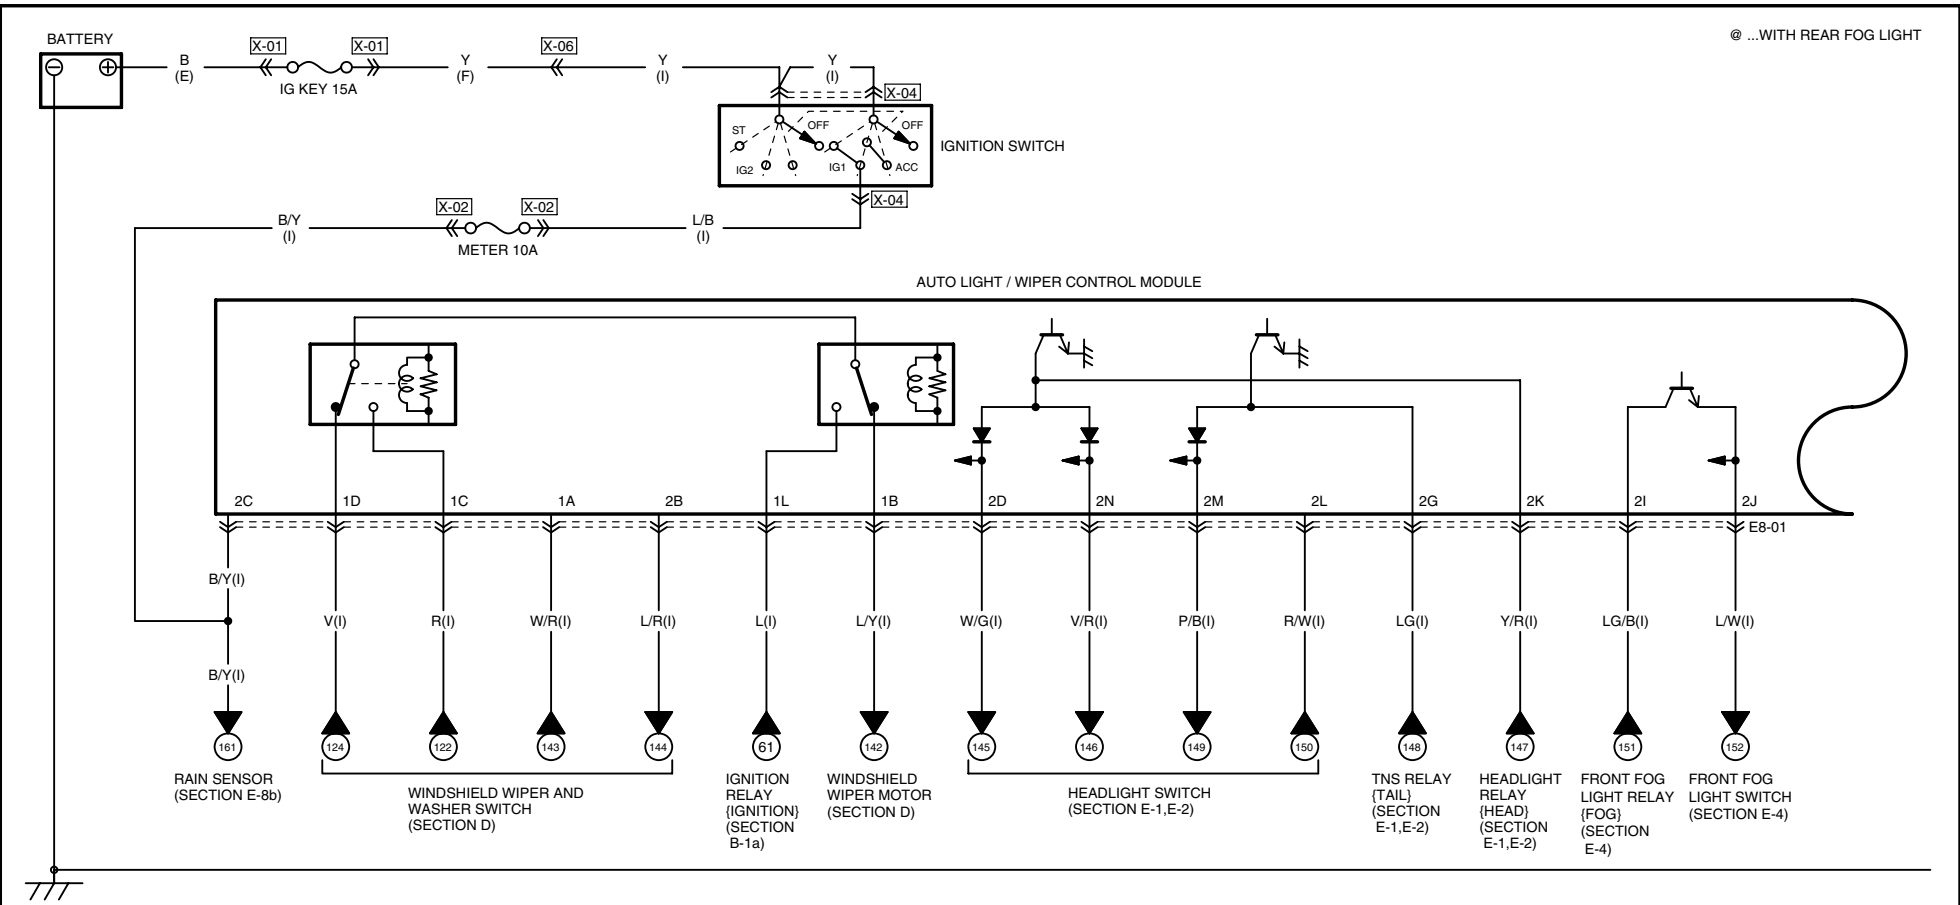 BATTERY
@ ...WITH REAR FOG LIGHT
X-01
X-01
X-06
B
(E)
Y
(F)
Y
(I)
Y
(I)
IG KEY 15A
X-04
ST
OFF
OFF
IG2
IG1
ACC
IGNITION SWITCH
X-04
X-02
X-02
B/Y
(I)
L/B
(I)
METER 10A
AUTO LIGHT / WIPER CONTROL MODULE
2C
1D
1C
1A
2B
1L
1B
2D
2N
2M
2L
2G
2K
2I
2J
E8-01
B/Y(I)
V(I)
R(I)
W/R(I)
L/R(I)
L(I)
L/Y(I)
W/G(I)
V/R(I)
P/B(I)
R/W(I)
LG(I)
Y/R(I)
LG/B(I)
L/W(I)
B/Y(I)
161
124
122
143
144
61
142
145
146
149
150
148
147
151
152
RAIN SENSOR
(SECTION E-8b)
WINDSHIELD WIPER AND
WASHER SWITCH
(SECTION D)
IGNITION
RELAY
{IGNITION}
(SECTION
B-1a)
WINDSHIELD
WIPER MOTOR
(SECTION D)
HEADLIGHT SWITCH
(SECTION E-1,E-2)
TNS RELAY
{TAIL}
(SECTION
E-1,E-2)
HEADLIGHT
RELAY
{HEAD}
(SECTION
E-1,E-2)
FRONT FOG
LIGHT RELAY
{FOG}
(SECTION
E-4)
FRONT FOG
LIGHT SWITCH
(SECTION E-4)